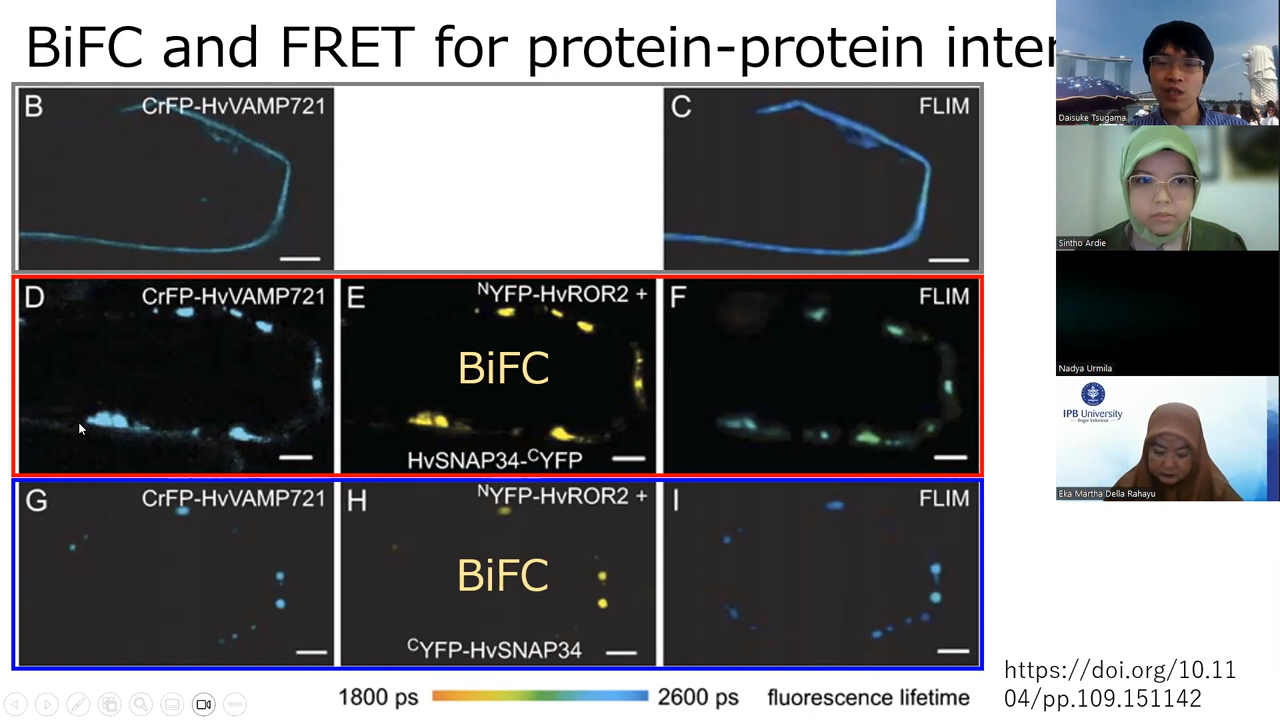 BiFC and FRET for protein-protein inter
B
CrFP-HvVAMP721
C
FLIM
D
CrFP-HvVAMP721
E
NYFP-HvROR2 +
BiFC
HvSNAP34-CYFP
F
FLIM
G
CrFP-HvVAMP721
H
NYFP-HvROR2 +
BiFC
CYFP-HvSNAP34
I
FLIM
1800 ps
2600 ps
fluorescence lifetime
https://doi.org/10.11
04/pp.109.151142
Daisuke Tsugama
Sintho Ardie
Nadya Urmila
IPB University
Bogor Indonesia
Eka Martha Della Rahayu